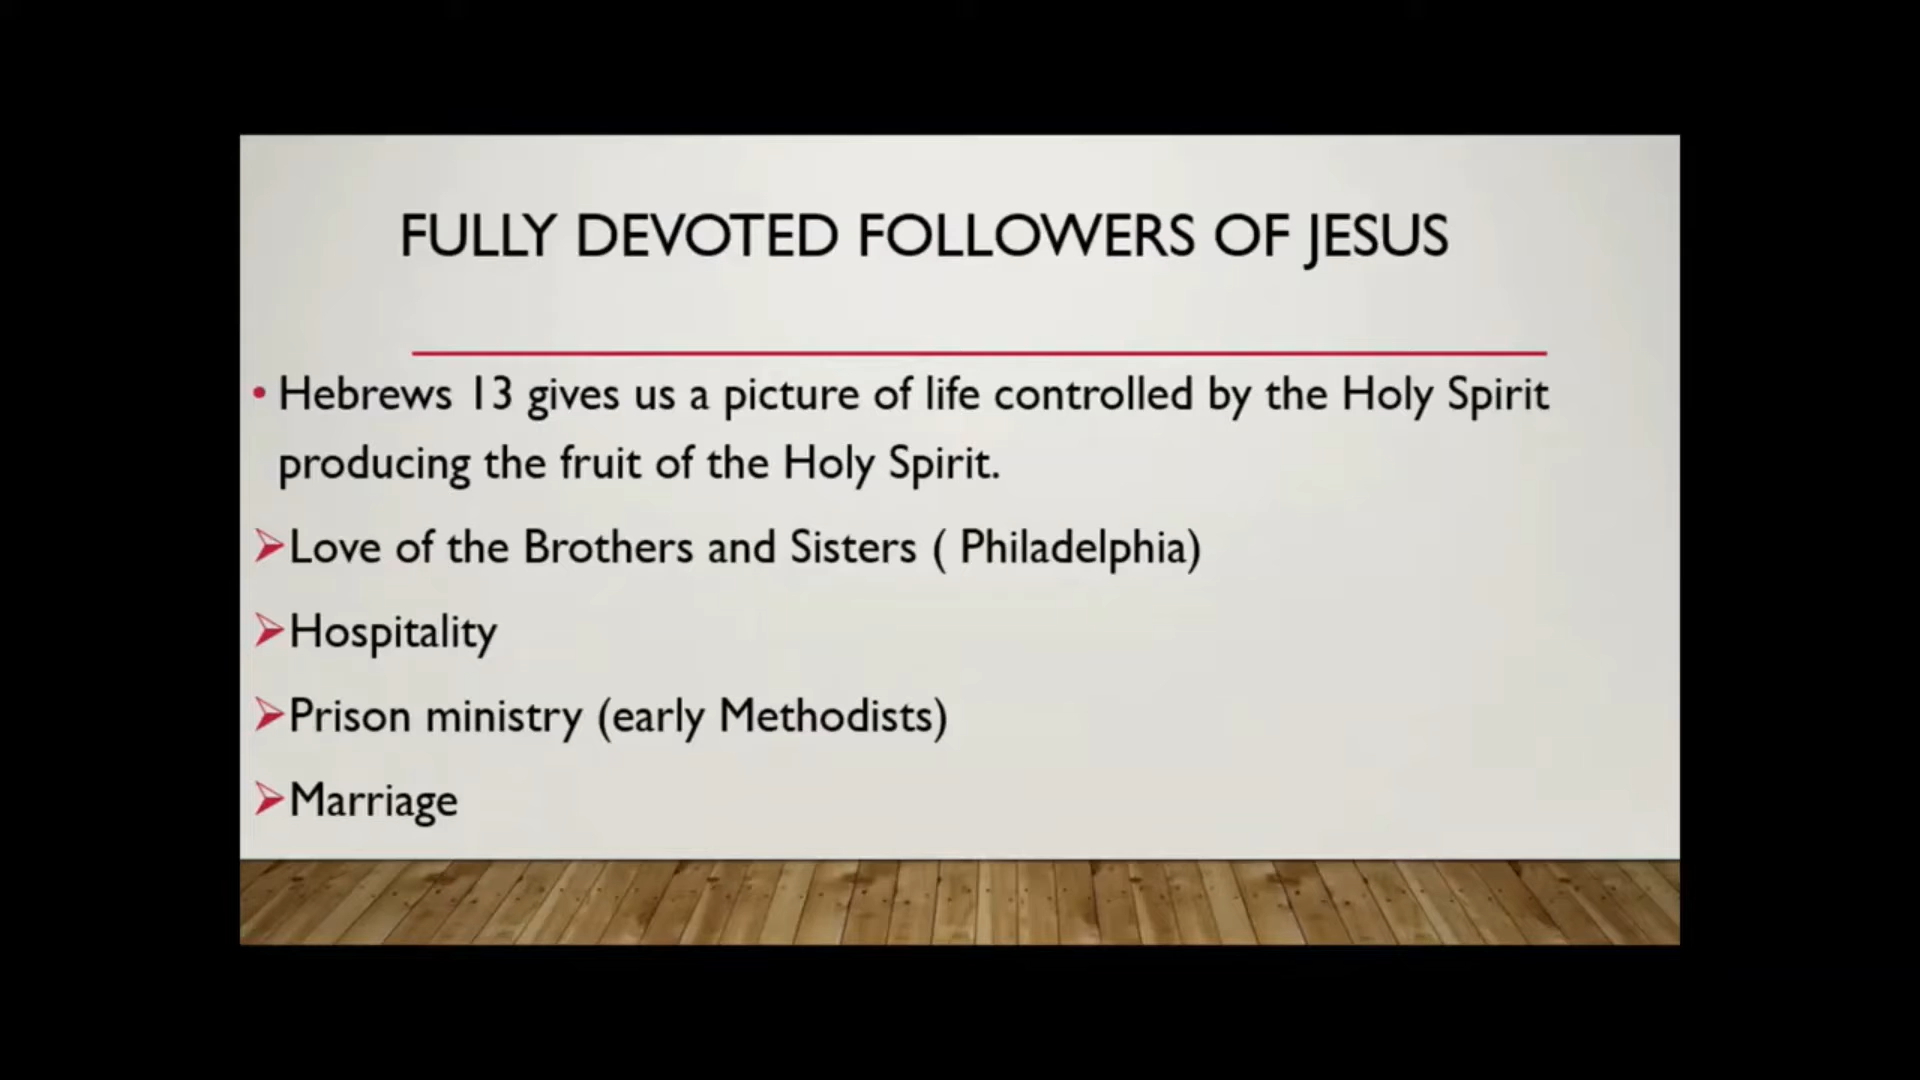 FULLY DEVOTED FOLLOWERS OF JESUS
• Hebrews 13 gives us a picture of life controlled by the Holy Spirit
producing the fruit of the Holy Spirit.
➢Love of the Brothers and Sisters ( Philadelphia)
➢Hospitality
➢Prison ministry (early Methodists)
➢Marriage